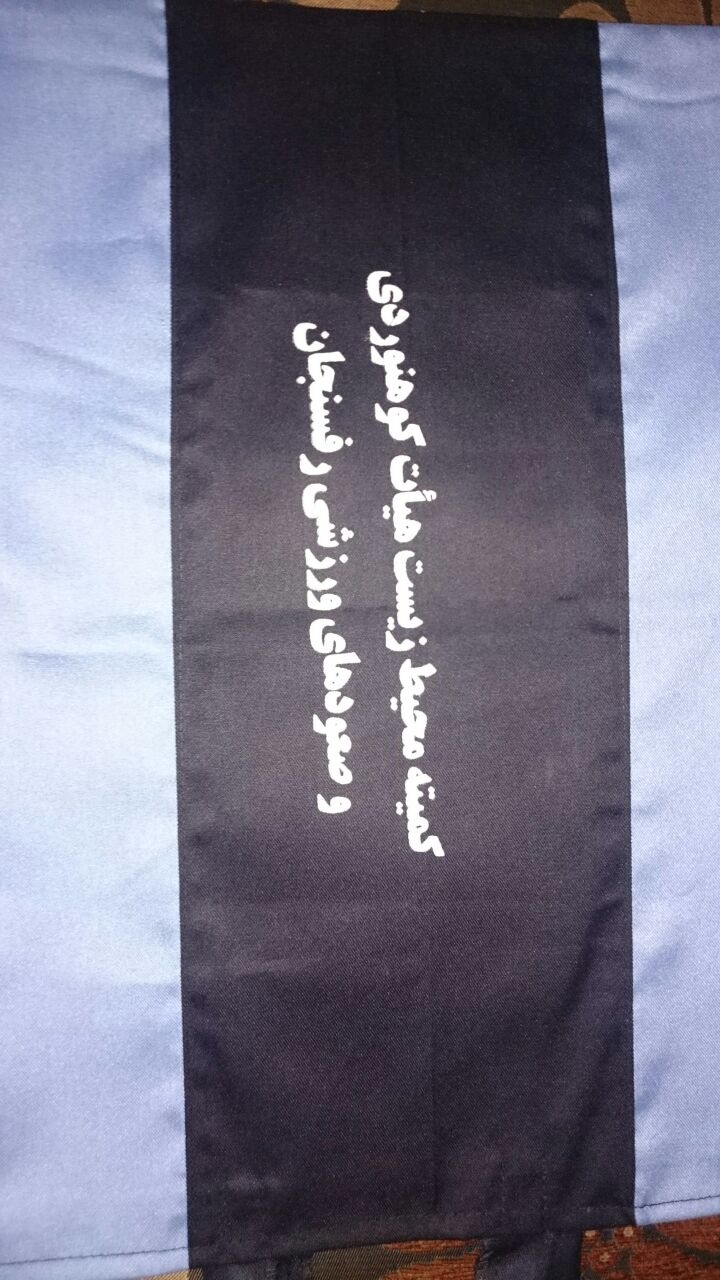 کمیته محیط زیست هیأت کوهنوردی
و صعودهای ورزشی رفسنجان